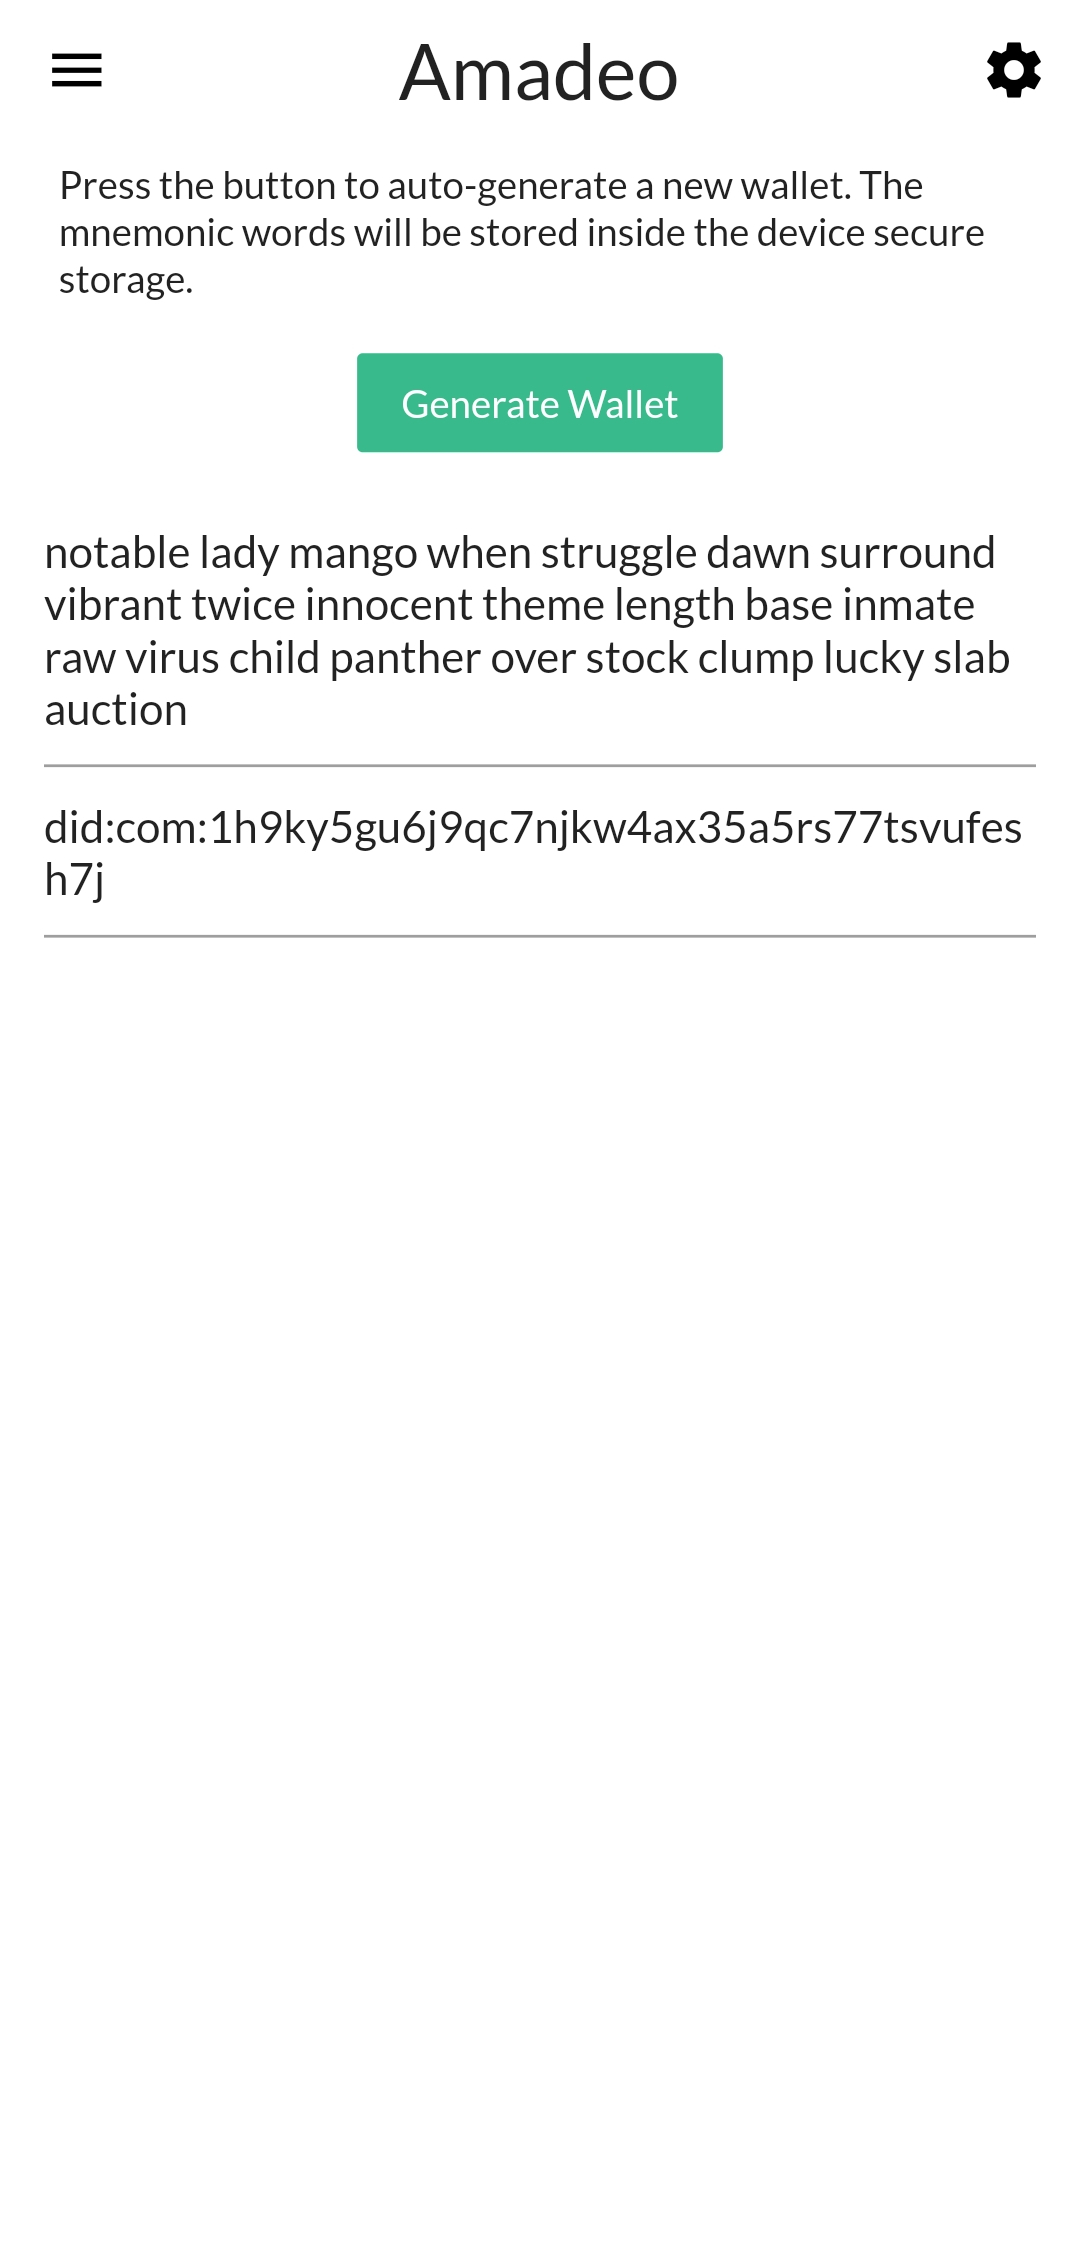 Amadeo
Press the button to auto-generate a new wallet. The
mnemonic words will be stored inside the device secure
storage.
Generate Wallet
notable lady mango when struggle dawn surround
vibrant twice innocent theme length base inmate
raw virus child panther over stock clump lucky slab
auction
did:com:1h9ky5gu6j9qc7njkw4ax35a5rs77tsvufes
h7j